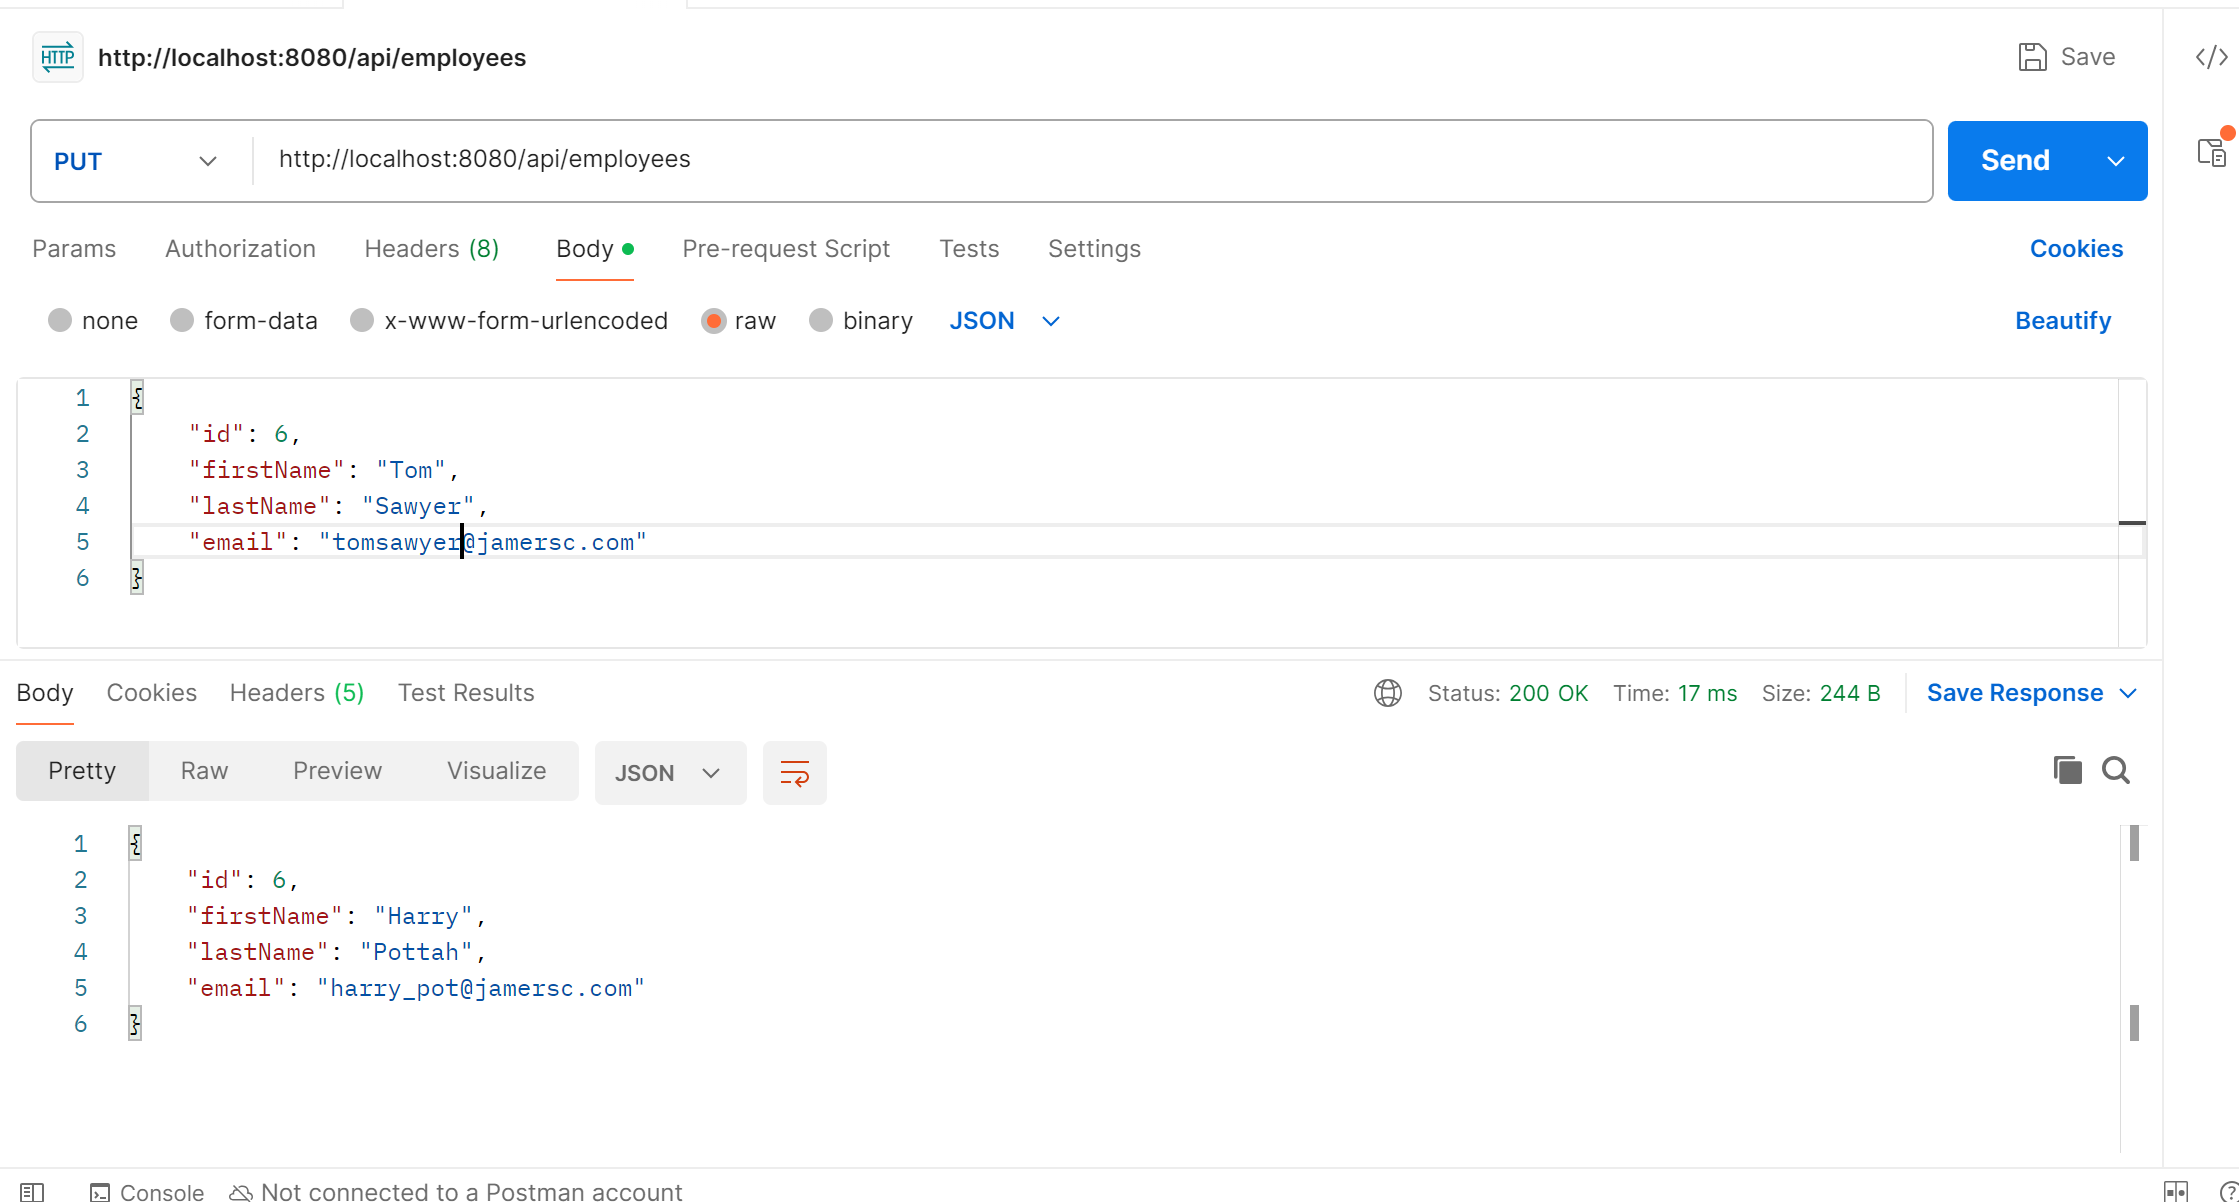 HTTP http://localhost:8080/api/employees Save
PUT http://localhost:8080/api/employees Send
Params Authorization Headers (8) Body Pre-request Script Tests Settings Cookies
none form-data x-www-form-urlencoded raw binary JSON Beautify
1 {
2 "id": 6,
3 "firstName": "Tom",
4 "lastName": "Sawyer",
5 "email": "tomsawyer@jamersc.com"
6 }
Body Cookies Headers (5) Test Results Status: 200 OK Time: 17 ms Size: 244 B Save Response
Pretty Raw Preview Visualize JSON
1 {
2 "id": 6,
3 "firstName": "Harry",
4 "lastName": "Pottah",
5 "email": "harry_pot@jamersc.com"
6 }
Console Not connected to a Postman account